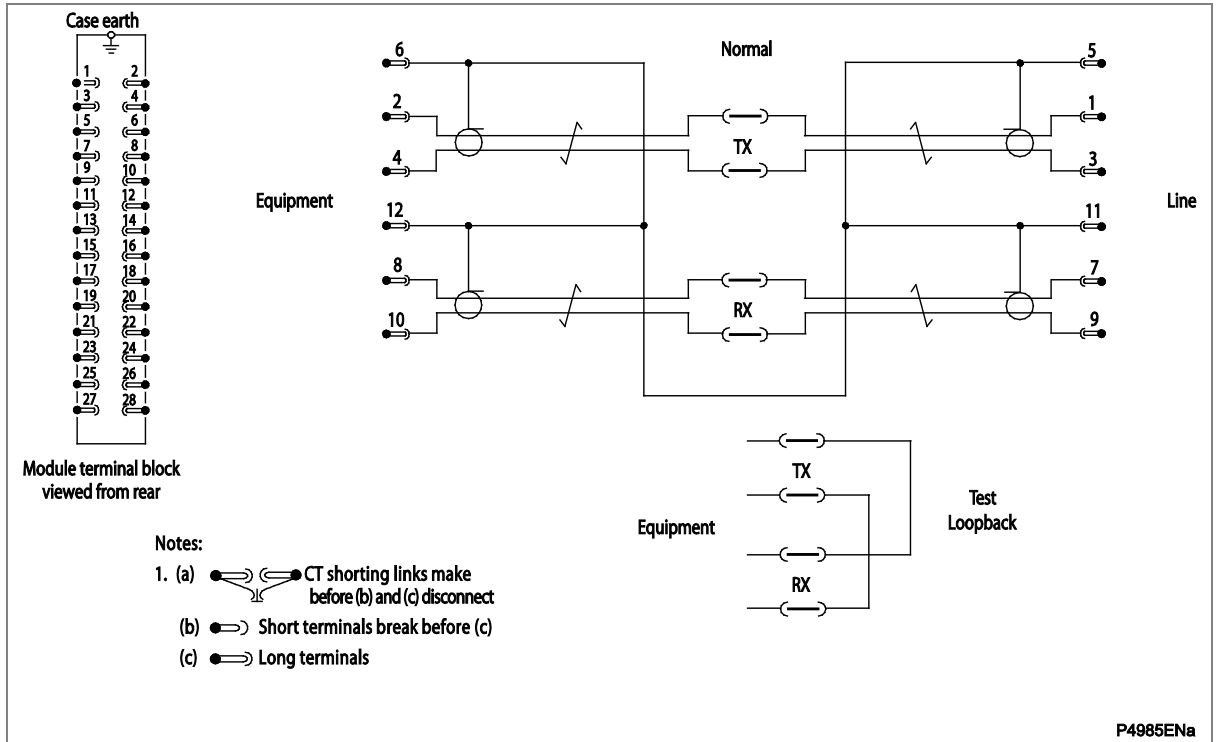 Case earth
1 2
3 4
5 6
7 8
9 10
11 12
13 14
15 16
17 18
19 20
21 22
23 24
25 26
27 28
Module terminal block
viewed from rear
Normal
6 5
2 1
TX
4 3
Equipment Line
12 11
8 7
RX
10 9
TX
Test
Loopback
Equipment
RX
Notes:
1. (a) CT shorting links make
before (b) and (c) disconnect
(b) Short terminals break before (c)
(c) Long terminals
P4985ENa